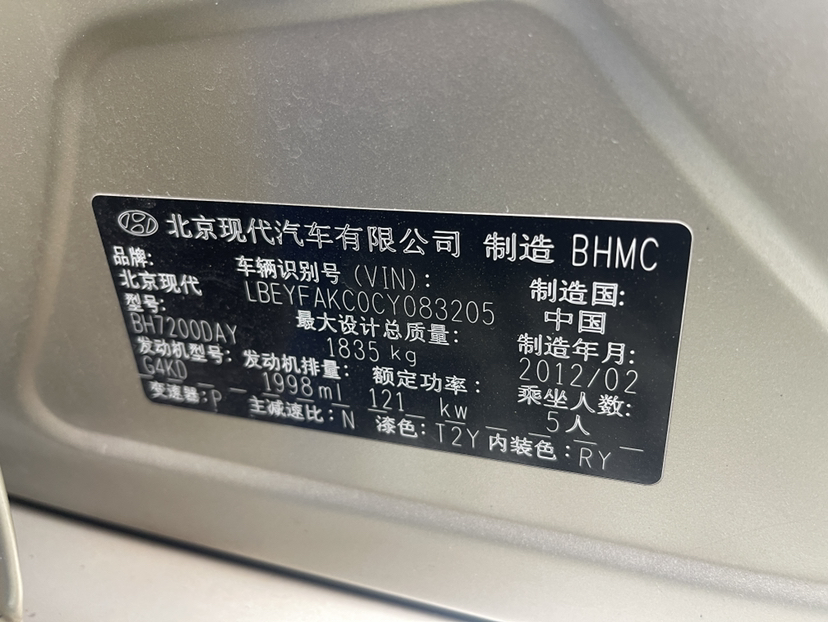 北京现代汽车有限公司 制造 BHMC
品牌: 车辆识别号(VIN): 制造国:
北京现代 LBEYFAKC0CY083205 中国
型号: 最大设计总质量: 制造年月:
BH7200DAY 1835 kg 2012/02
发动机型号: 发动机排量: 额定功率: 乘坐人数:
G4KD 1998ml 121 kw 5人
变速器:P 主减速比:N 漆色:T2Y 内装色:RY